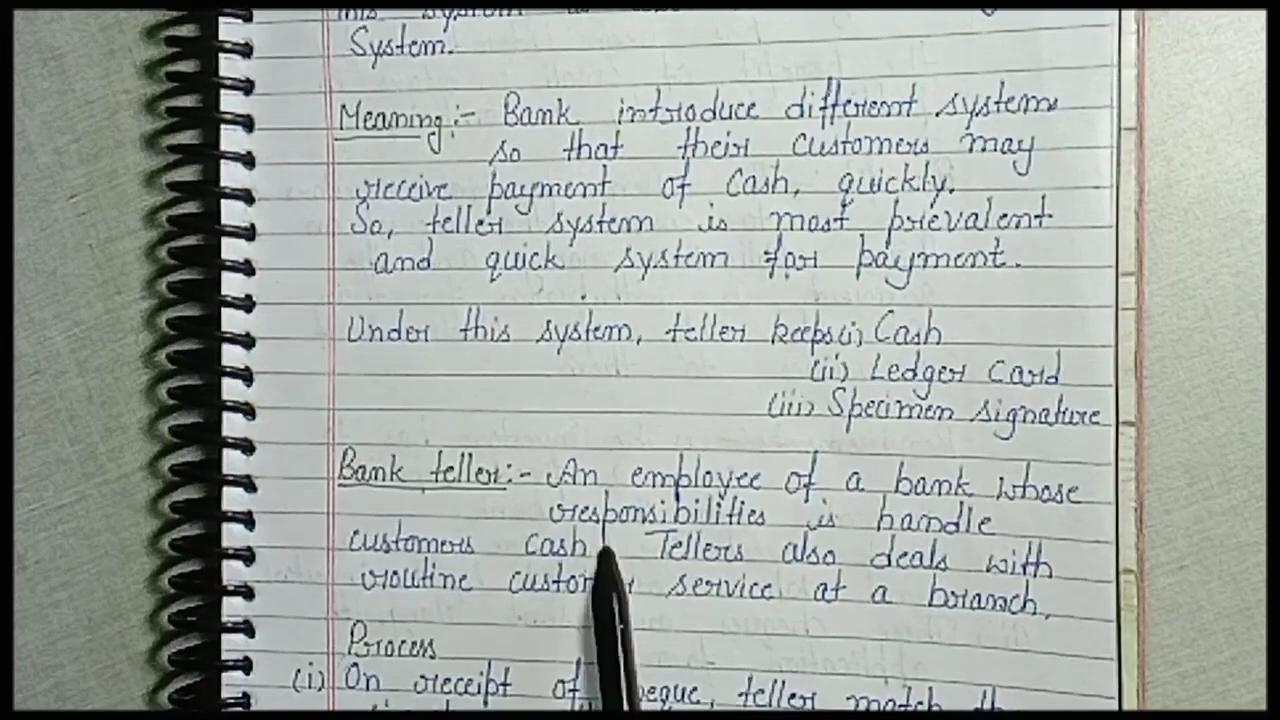 System.
Meaning:- Bank introduce different systems
so that their customers may
receive payment of Cash, quickly.
So, teller system is most prevalent
and quick system for payment.
Under this system, teller keeps (i) Cash
(ii) Ledger Card
(iii) Specimen signature
Bank teller:- An employee of a bank whose
responsibilities is handle
customers cash. Tellers also deals with
routine customer service at a branch.
Process
(i) On receipt of cheque, teller match